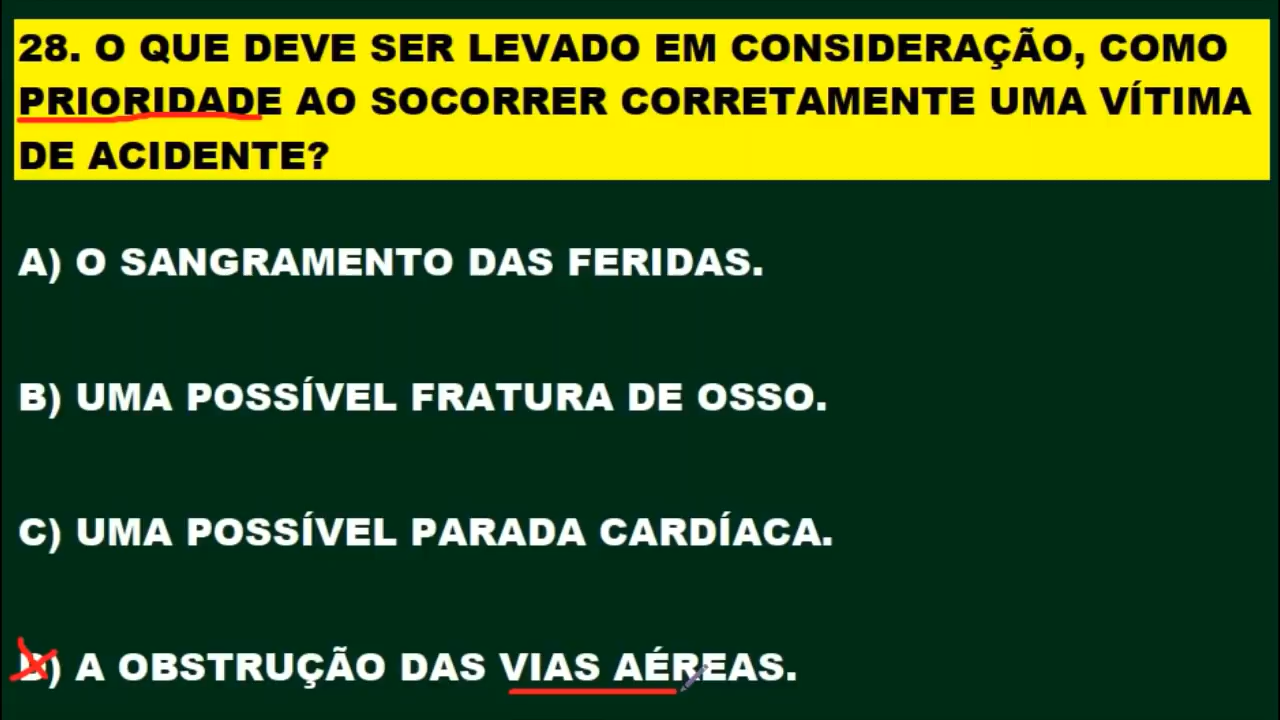 28. O QUE DEVE SER LEVADO EM CONSIDERAÇÃO, COMO
PRIORIDADE AO SOCORRER CORRETAMENTE UMA VÍTIMA
DE ACIDENTE?
A) O SANGRAMENTO DAS FERIDAS.
B) UMA POSSÍVEL FRATURA DE OSSO.
C) UMA POSSÍVEL PARADA CARDÍACA.
D) A OBSTRUÇÃO DAS VIAS AÉREAS.